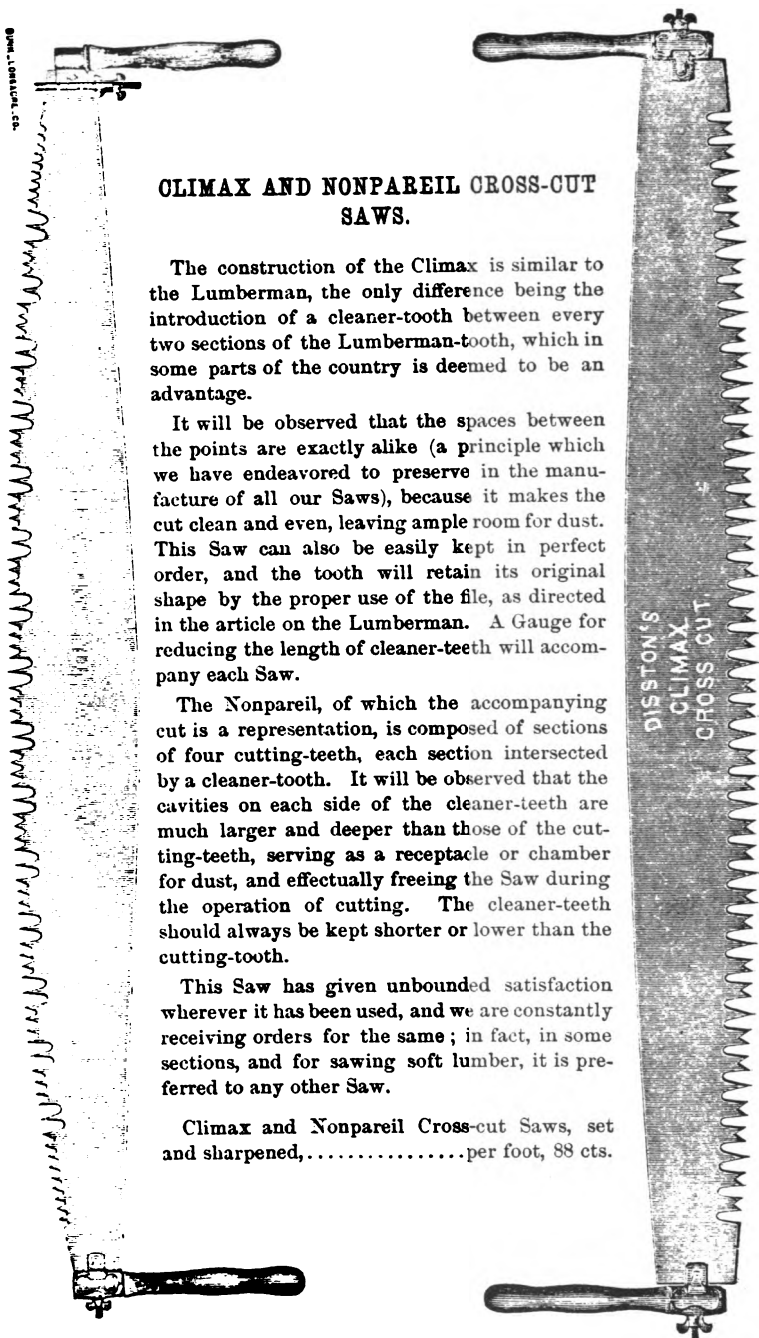 CLIMAX AND NONPAREIL CROSS-CUT
SAWS.
The construction of the Climax is similar to
the Lumberman, the only difference being the
introduction of a cleaner-tooth between every
two sections of the Lumberman-tooth, which in
some parts of the country is deemed to be an
advantage.
It will be observed that the spaces between
the points are exactly alike (a principle which
we have endeavored to preserve in the manu-
facture of all our Saws), because it makes the
cut clean and even, leaving ample room for dust.
This Saw can also be easily kept in perfect
order, and the tooth will retain its original
shape by the proper use of the file, as directed
in the article on the Lumberman. A Gauge for
reducing the length of cleaner-teeth will accom-
pany each Saw.
The Nonpareil, of which the accompanying
cut is a representation, is composed of sections
of four cutting-teeth, each section intersected
by a cleaner-tooth. It will be observed that the
cavities on each side of the cleaner-teeth are
much larger and deeper than those of the cut-
ting-teeth, serving as a receptacle or chamber
for dust, and effectually freeing the Saw during
the operation of cutting. The cleaner-teeth
should always be kept shorter or lower than the
cutting-tooth.
This Saw has given unbounded satisfaction
wherever it has been used, and we are constantly
receiving orders for the same ; in fact, in some
sections, and for sawing soft lumber, it is pre-
ferred to any other Saw.
Climax and Nonpareil Cross-cut Saws, set
and sharpened,................per foot, 88 cts.
DISSTON'S
CLIMAX
CROSS CUT.